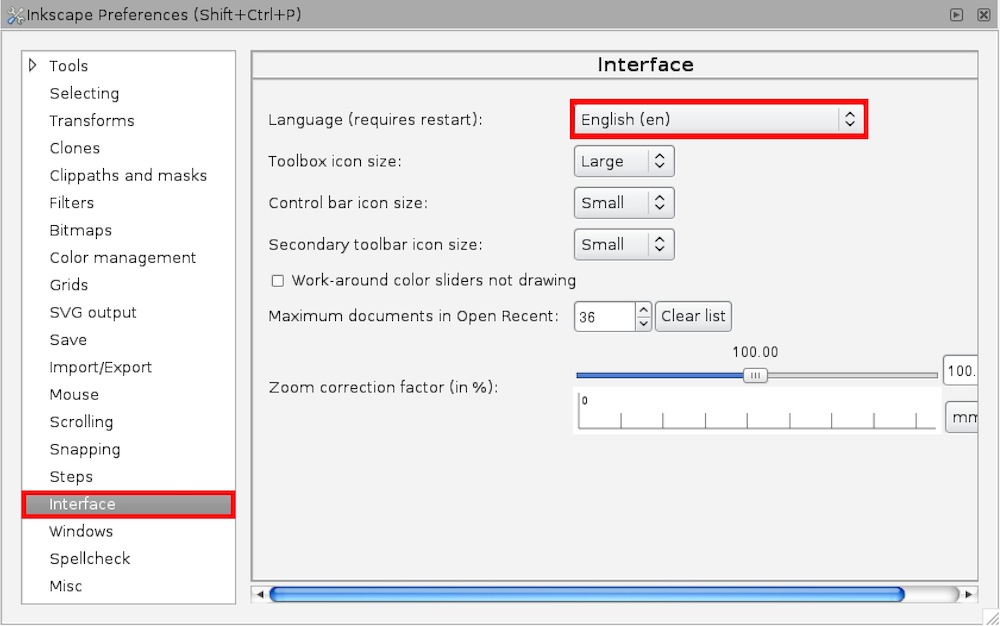 Inkscape Preferences (Shift+Ctrl+P)
Tools
Selecting
Transforms
Clones
Clippaths and masks
Filters
Bitmaps
Color management
Grids
SVG output
Save
Import/Export
Mouse
Scrolling
Snapping
Steps
Interface
Windows
Spellcheck
Misc
Interface
Language (requires restart): English (en)
Toolbox icon size: Large
Control bar icon size: Small
Secondary toolbar icon size: Small
Work-around color sliders not drawing
Maximum documents in Open Recent: 36 Clear list
100.00
Zoom correction factor (in %): 100.
0
mm